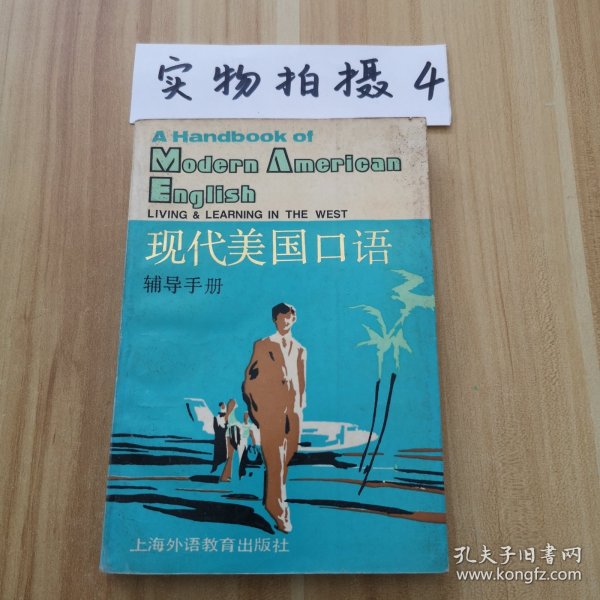 实物拍摄4
A Handbook of
Modern American
English
LIVING & LEARNING IN THE WEST
现代美国口语
辅导手册
上海外语教育出版社
孔夫子旧书网
www.kongfz.com